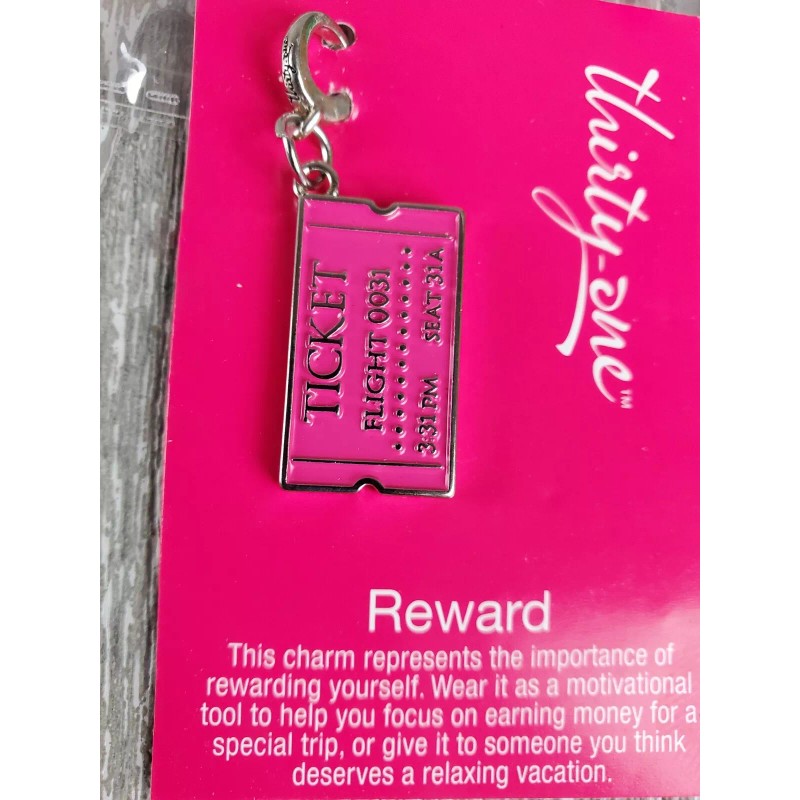 thirty-one™
TICKET
FLIGHT 0031
3:31 PM SEAT 31A
Reward
This charm represents the importance of
rewarding yourself. Wear it as a motivational
tool to help you focus on earning money for a
special trip, or give it to someone you think
deserves a relaxing vacation.